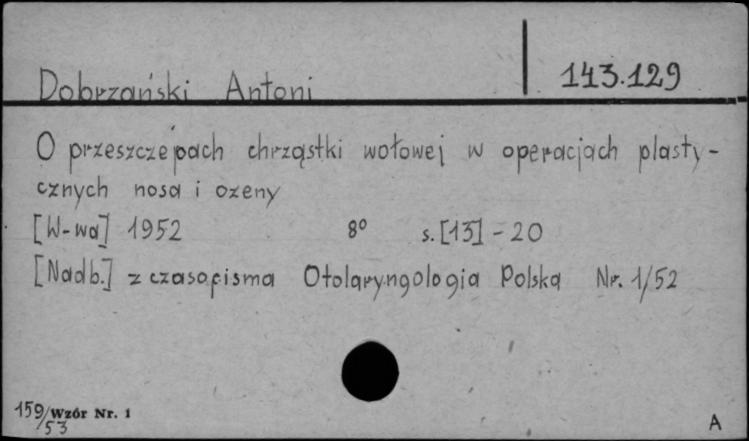 Dobrzański Antoni 143.129
O przeszczepach chrząstki wołowej w operacjach plasty-
cznych nosa i ozeny
[W-wa] 1952 8° s. [13] - 20
[Nadb.] z czasopisma Otolaryngologia Polska Nr. 1/52
159/53 Wzór Nr. 1 A